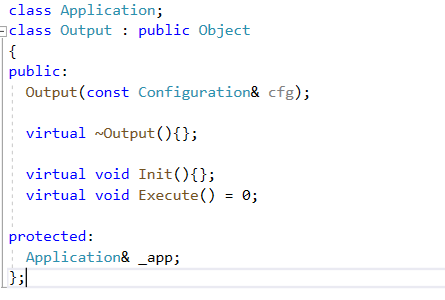 class Application;
class Output : public Object
{
public:
  Output(const Configuration& cfg);

  virtual ~Output(){};

  virtual void Init(){};
  virtual void Execute() = 0;

protected:
  Application& _app;
};